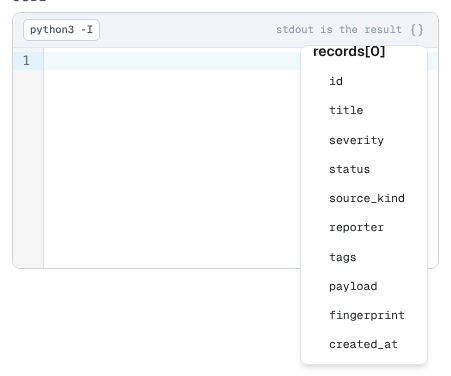 python3 -I
stdout is the result {}
1
records[0]
id
title
severity
status
source_kind
reporter
tags
payload
fingerprint
created_at